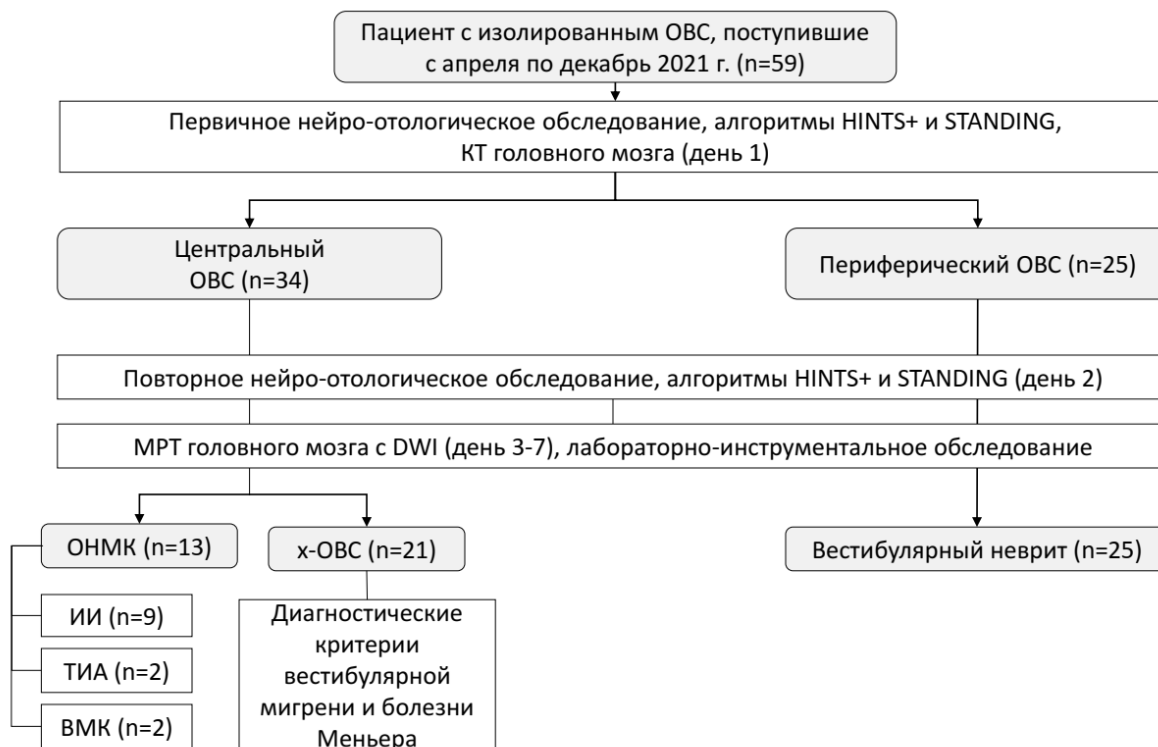 Пациент с изолированным ОВС, поступившие
с апреля по декабрь 2021 г. (n=59)
Первичное нейро-отологическое обследование, алгоритмы HINTS+ и STANDING,
КТ головного мозга (день 1)
Центральный
ОВС (n=34)
Периферический ОВС (n=25)
Повторное нейро-отологическое обследование, алгоритмы HINTS+ и STANDING (день 2)
МРТ головного мозга с DWI (день 3-7), лабораторно-инструментальное обследование
ОНМК (n=13)
х-ОВС (n=21)
Вестибулярный неврит (n=25)
ИИ (n=9)
ТИА (n=2)
ВМК (n=2)
Диагностические
критерии
вестибулярной
мигрени и болезни
Меньера